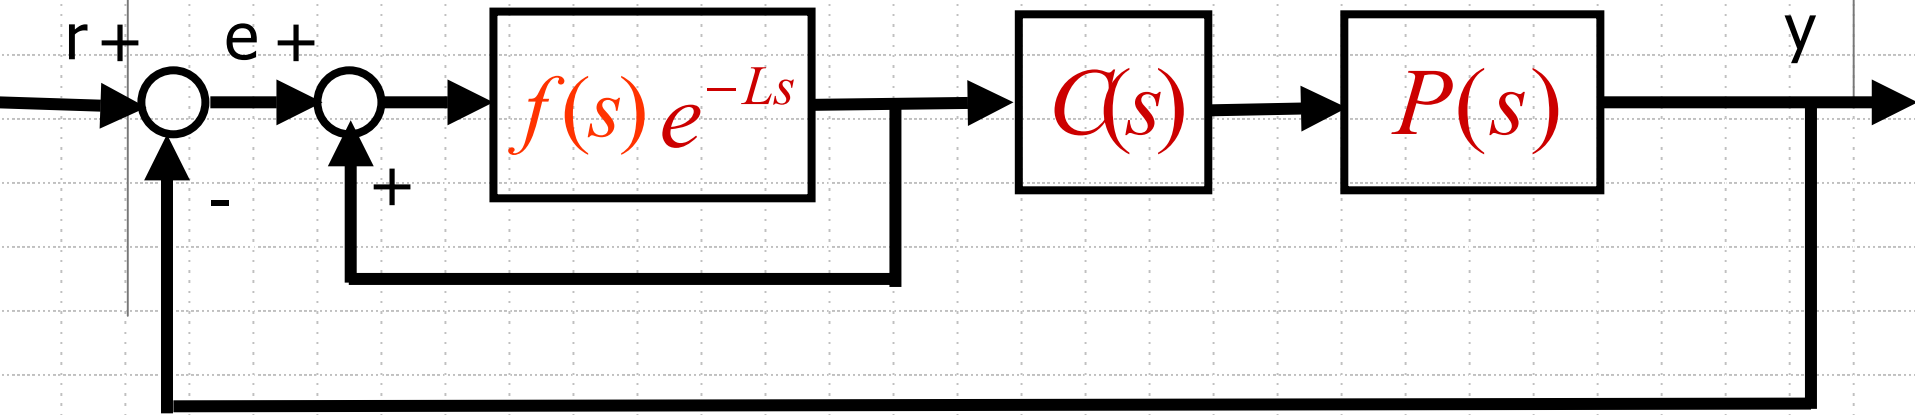 r + e + y
f(s) e^{-Ls} C(s) P(s)
- +